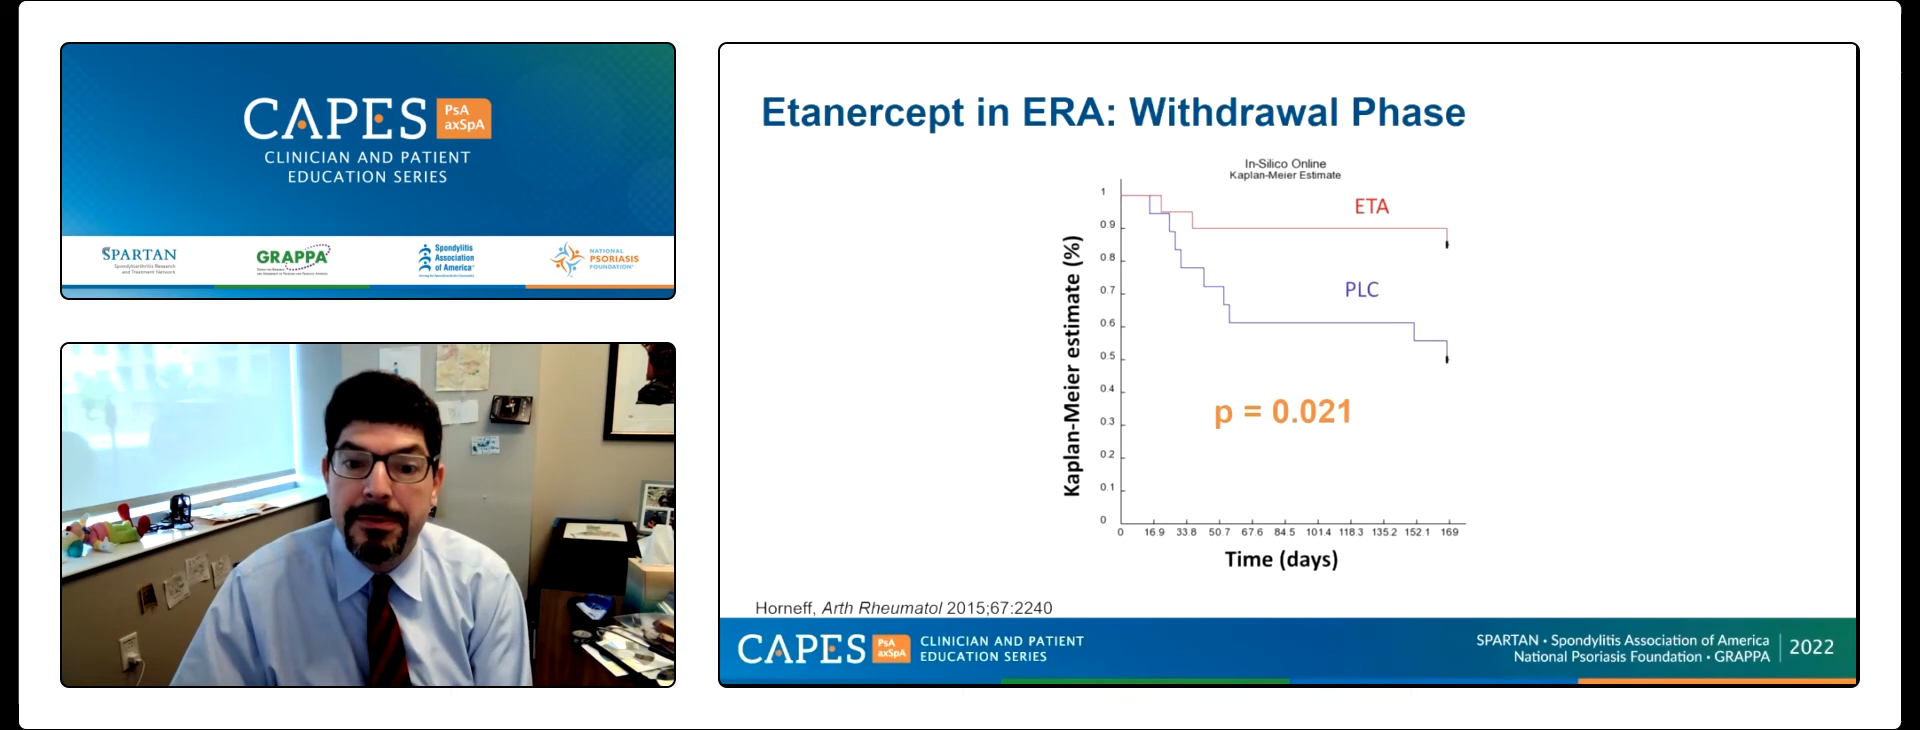 CAPES
PsA
axSpA
CLINICIAN AND PATIENT
EDUCATION SERIES
SPARTAN
Spondyloarthritis Research
and Treatment Network
GRAPPA
Spondylitis
Association
of America
NATIONAL
PSORIASIS
FOUNDATION
Etanercept in ERA: Withdrawal Phase
In-Silico Online
Kaplan-Meier Estimate
Kaplan-Meier estimate (%)
1
0.9
0.8
0.7
0.6
0.5
0.4
0.3
0.2
0.1
0
ETA
PLC
p = 0.021
0 16.9 33.8 50.7 67.6 84.5 101.4 118.3 135.2 152.1 169
Time (days)
Horneff, Arth Rheumatol 2015;67:2240
CAPES
PsA
axSpA
CLINICIAN AND PATIENT
EDUCATION SERIES
SPARTAN • Spondylitis Association of America
National Psoriasis Foundation • GRAPPA
2022